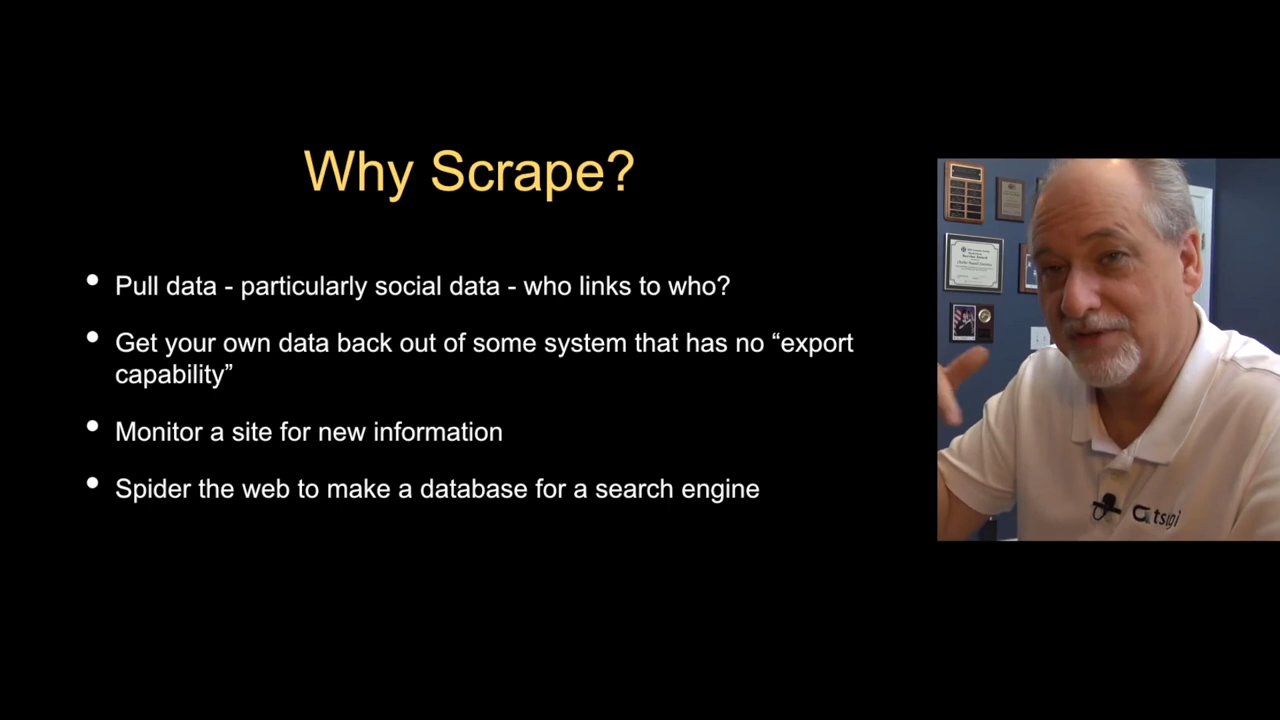 Why Scrape?
• Pull data - particularly social data - who links to who?
• Get your own data back out of some system that has no “export
capability”
• Monitor a site for new information
• Spider the web to make a database for a search engine
tsugi